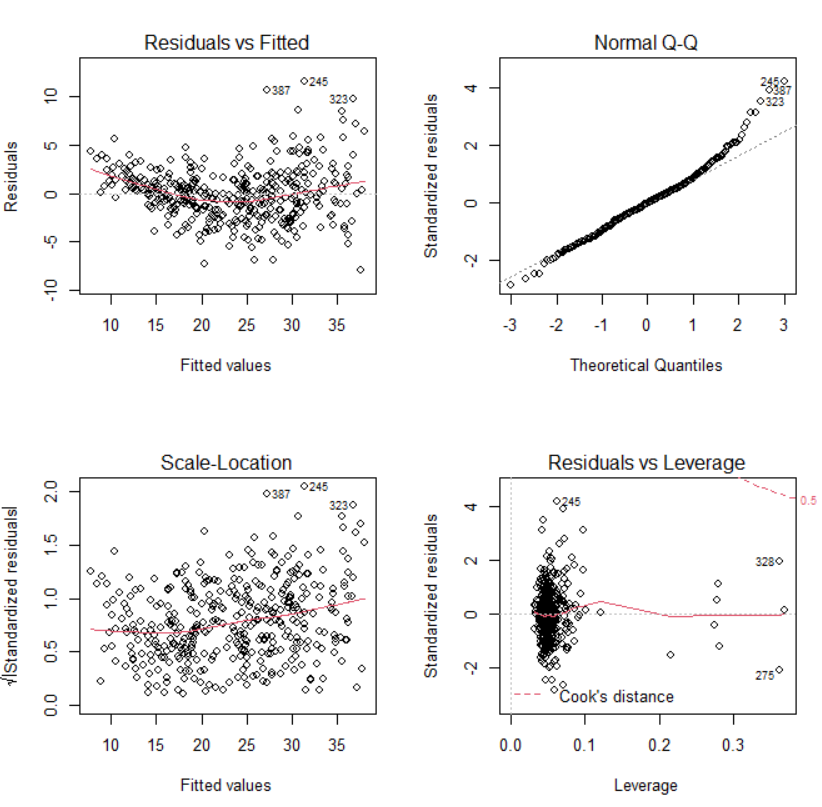 Residuals vs Fitted
Residuals
10
5
0
-5
-10
245
387
323
10 15 20 25 30 35
Fitted values
Normal Q-Q
Standardized residuals
4
2
0
-2
245
387
323
-3 -2 -1 0 1 2 3
Theoretical Quantiles
Scale-Location
√|Standardized residuals|
2.0
1.5
1.0
0.5
0.0
245
387
323
10 15 20 25 30 35
Fitted values
Residuals vs Leverage
Standardized residuals
4
2
0
-2
245
0.5
328
275
Cook's distance
0.0 0.1 0.2 0.3
Leverage